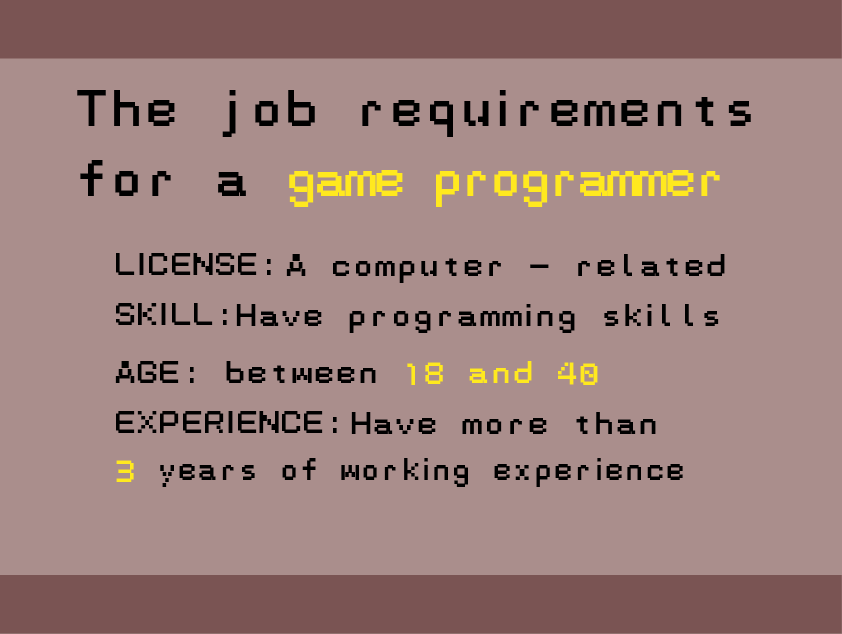 The job requirements
for a game programmer
LICENSE: A computer - related
SKILL:Have programming skills
AGE: between 18 and 40
EXPERIENCE: Have more than
3 years of working experience